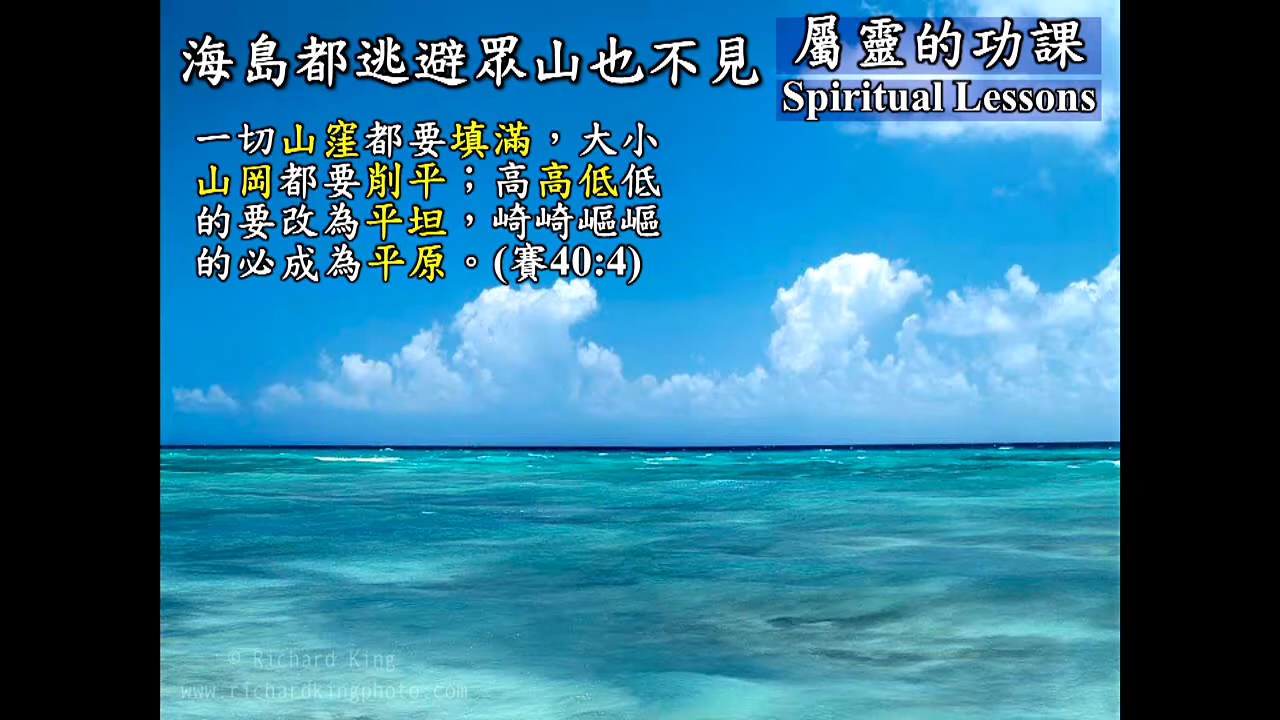 海島都逃避眾山也不見
屬靈的功課
Spiritual Lessons
一切山窪都要填滿，大小
山岡都要削平；高高低低
的要改為平坦，崎崎嶇嶇
的必成為平原。(賽40:4)
© Richard King
www.richardkingphoto.com